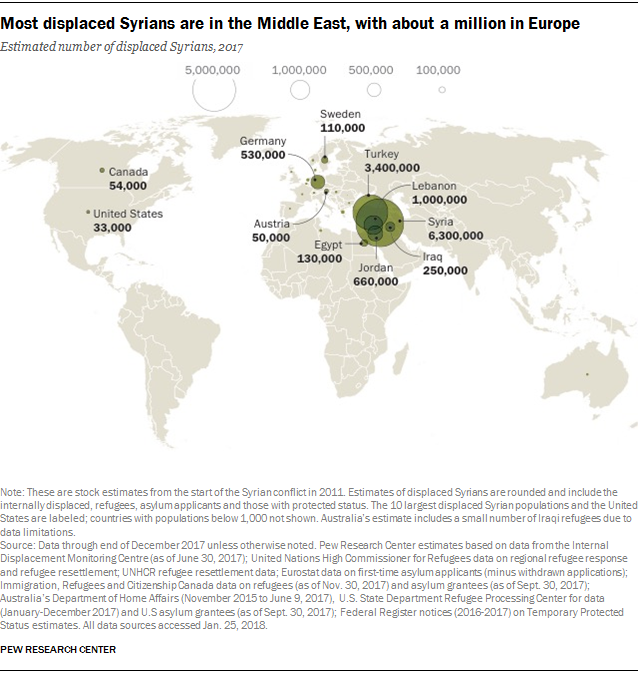 Most displaced Syrians are in the Middle East, with about a million in Europe
Estimated number of displaced Syrians, 2017
5,000,000 1,000,000 500,000 100,000
Sweden
110,000
Germany
530,000
Turkey
3,400,000
Canada
54,000
Lebanon
1,000,000
United States
33,000
Austria
50,000
Syria
6,300,000
Egypt
130,000
Iraq
250,000
Jordan
660,000
Note: These are stock estimates from the start of the Syrian conflict in 2011. Estimates of displaced Syrians are rounded and include the
internally displaced, refugees, asylum applicants and those with protected status. The 10 largest displaced Syrian populations and the United
States are labeled; countries with populations below 1,000 not shown. Australia's estimate includes a small number of Iraqi refugees due to
data limitations.
Source: Data through end of December 2017 unless otherwise noted. Pew Research Center estimates based on data from the Internal
Displacement Monitoring Centre (as of June 30, 2017); United Nations High Commissioner for Refugees data on regional refugee response
and refugee resettlement; UNHCR refugee resettlement data; Eurostat data on first-time asylum applicants (minus withdrawn applications);
Immigration, Refugees and Citizenship Canada data on refugees (as of Nov. 30, 2017) and asylum grantees (as of Sept. 30, 2017);
Australia's Department of Home Affairs (November 2015 to June 9, 2017), U.S. State Department Refugee Processing Center for data
(January-December 2017) and U.S asylum grantees (as of Sept. 30, 2017); Federal Register notices (2016-2017) on Temporary Protected
Status estimates. All data sources accessed Jan. 25, 2018.
PEW RESEARCH CENTER